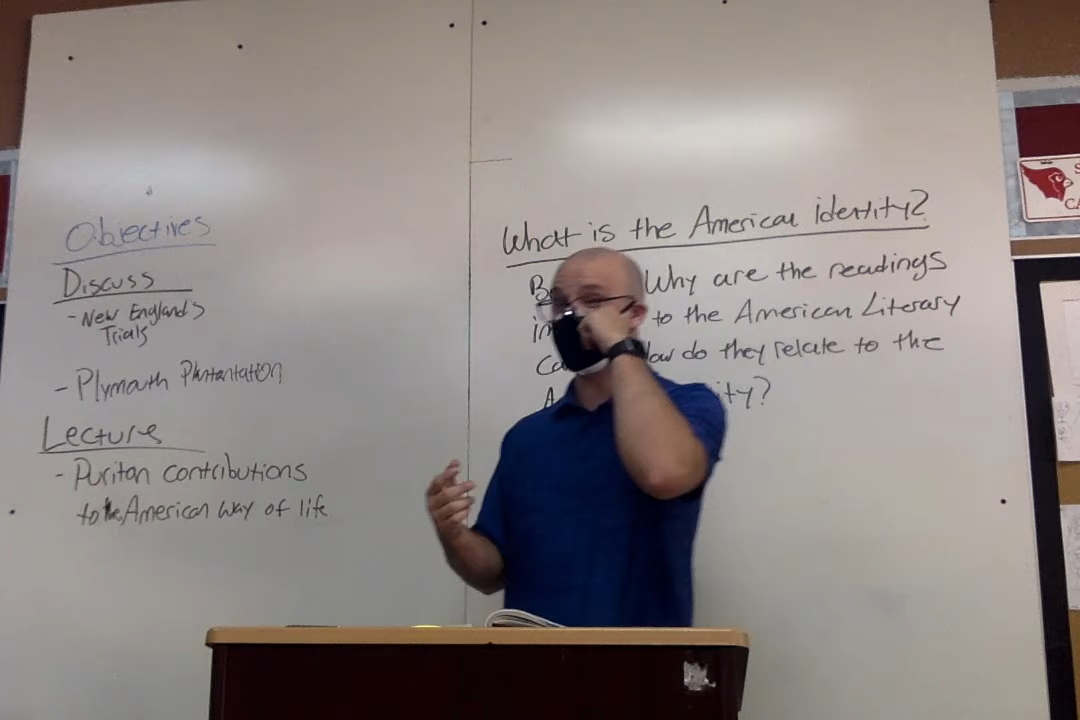 Objectives
Discuss
- New England's
Trials
- Plymouth Plantantation
Lecture
- Puritan contributions
to the American way of life
What is the American identity?
Why are the readings
to the American Literary
do they relate to the
ity?